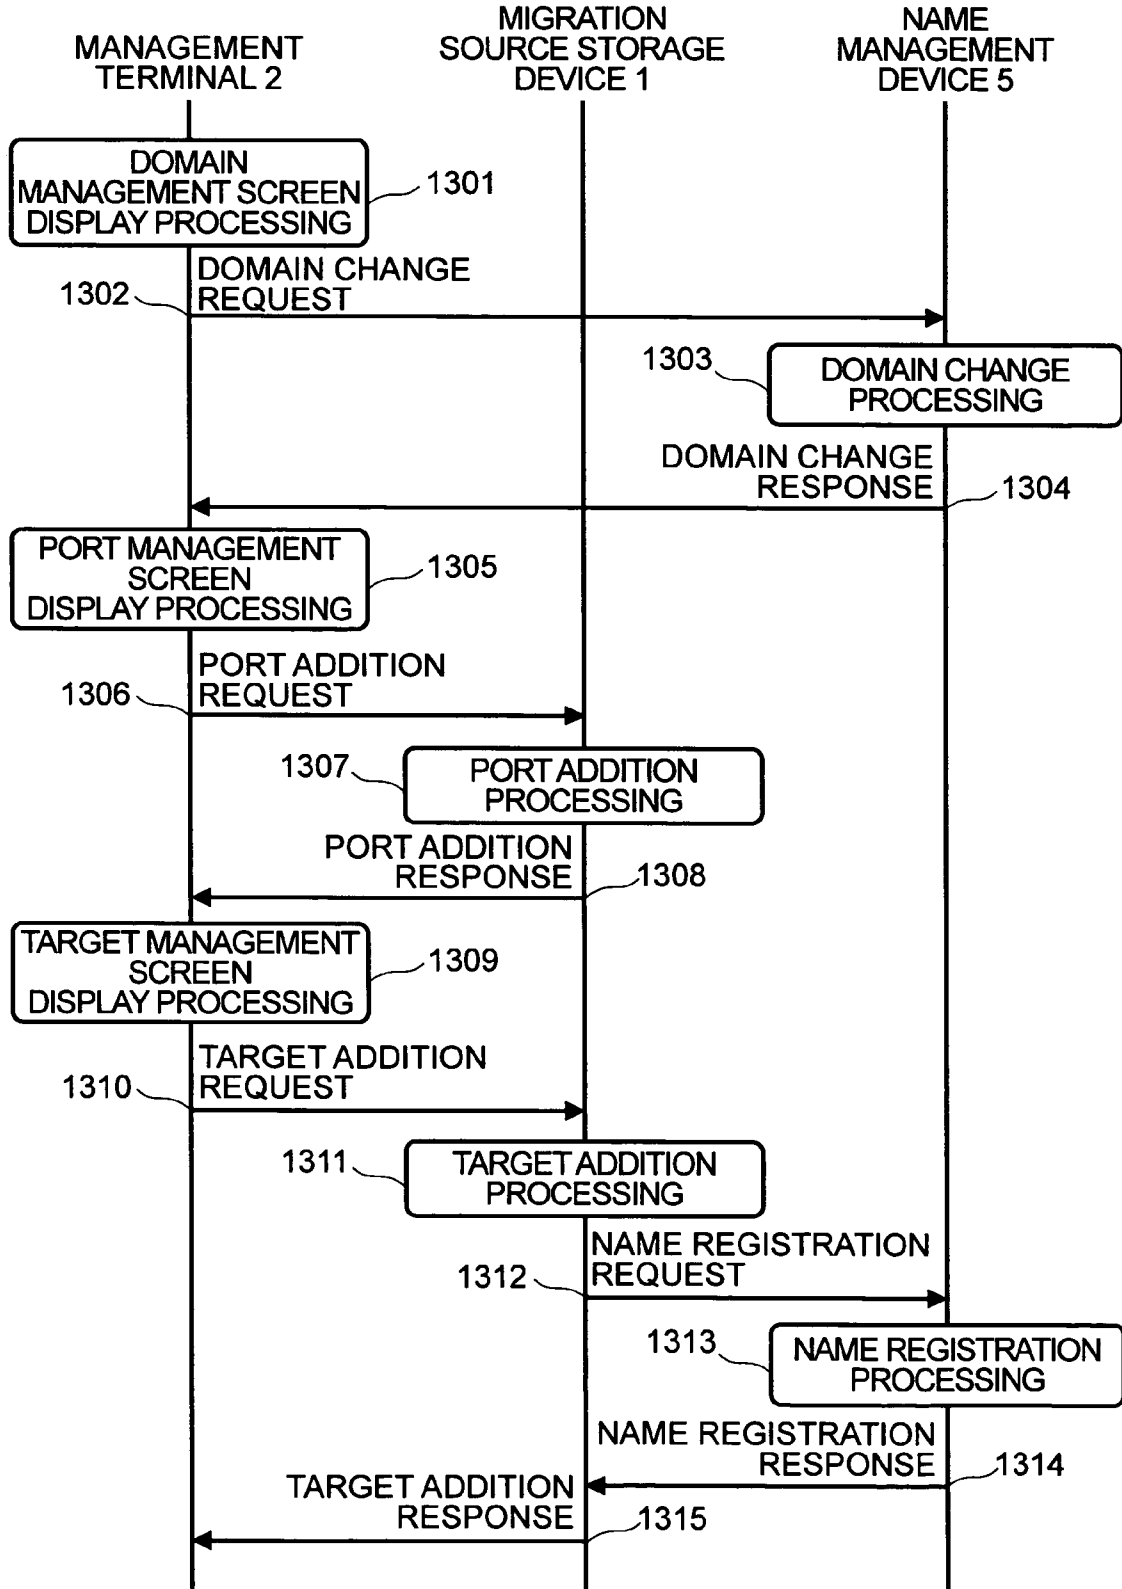 MANAGEMENT
TERMINAL 2
MIGRATION
SOURCE STORAGE
DEVICE 1
NAME
MANAGEMENT
DEVICE 5
DOMAIN
MANAGEMENT SCREEN
DISPLAY PROCESSING
1301
DOMAIN CHANGE
REQUEST
1302
1303
DOMAIN CHANGE
PROCESSING
DOMAIN CHANGE
RESPONSE
1304
PORT MANAGEMENT
SCREEN
DISPLAY PROCESSING
1305
PORT ADDITION
REQUEST
1306
1307
PORT ADDITION
PROCESSING
PORT ADDITION
RESPONSE
1308
TARGET MANAGEMENT
SCREEN
DISPLAY PROCESSING
1309
TARGET ADDITION
REQUEST
1310
1311
TARGET ADDITION
PROCESSING
NAME REGISTRATION
REQUEST
1312
1313
NAME REGISTRATION
PROCESSING
NAME REGISTRATION
RESPONSE
1314
TARGET ADDITION
RESPONSE
1315